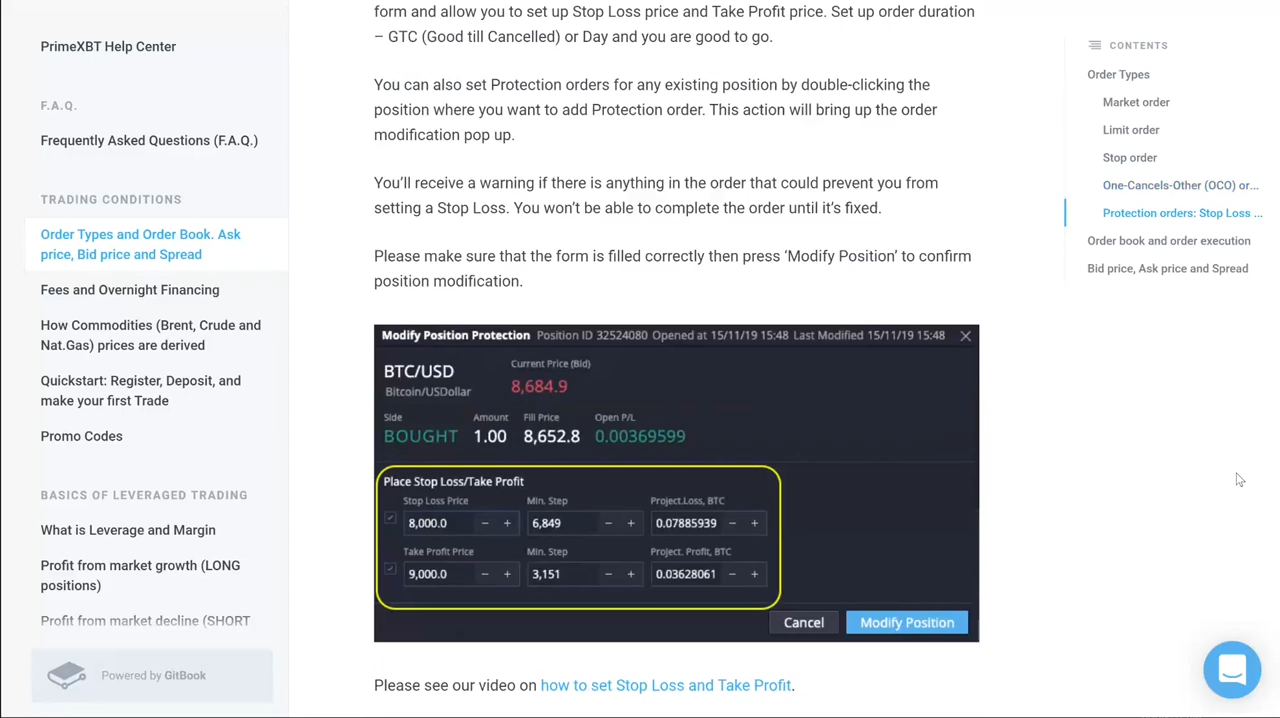 PrimeXBT Help Center
F.A.Q.
Frequently Asked Questions (F.A.Q.)
TRADING CONDITIONS
Order Types and Order Book. Ask
price, Bid price and Spread
Fees and Overnight Financing
How Commodities (Brent, Crude and
Nat.Gas) prices are derived
Quickstart: Register, Deposit, and
make your first Trade
Promo Codes
BASICS OF LEVERAGED TRADING
What is Leverage and Margin
Profit from market growth (LONG
positions)
Profit from market decline (SHORT
Powered by GitBook
form and allow you to set up Stop Loss price and Take Profit price. Set up order duration
– GTC (Good till Cancelled) or Day and you are good to go.
You can also set Protection orders for any existing position by double-clicking the
position where you want to add Protection order. This action will bring up the order
modification pop up.
You’ll receive a warning if there is anything in the order that could prevent you from
setting a Stop Loss. You won’t be able to complete the order until it’s fixed.
Please make sure that the form is filled correctly then press ‘Modify Position’ to confirm
position modification.
Modify Position Protection Position ID 32524080 Opened at 15/11/19 15:48 Last Modified 15/11/19 15:48
BTC/USD
Bitcoin/USDollar
Current Price (Bid)
8,684.9
Side Amount Fill Price Open P/L
BOUGHT 1.00 8,652.8 0.00369599
Place Stop Loss/Take Profit
Stop Loss Price Min. Step Project.Loss, BTC
8,000.0 − + 6,849 − + 0.07885939 − +
Take Profit Price Min. Step Project. Profit, BTC
9,000.0 − + 3,151 − + 0.03628061 − +
Cancel Modify Position
Please see our video on how to set Stop Loss and Take Profit.
CONTENTS
Order Types
Market order
Limit order
Stop order
One-Cancels-Other (OCO) or...
Protection orders: Stop Loss ...
Order book and order execution
Bid price, Ask price and Spread